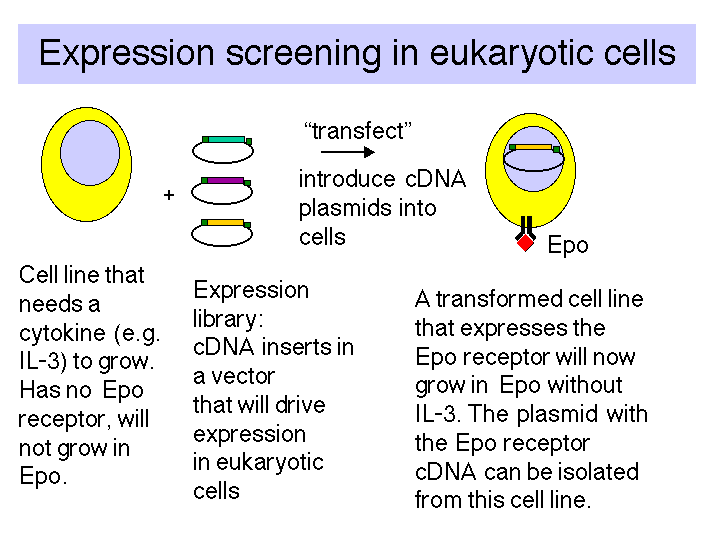 Expression screening in eukaryotic cells
“transfect”
+
introduce cDNA
plasmids into
cells
Epo
Cell line that
needs a
cytokine (e.g.
IL-3) to grow.
Has no Epo
receptor, will
not grow in
Epo.
Expression
library:
cDNA inserts in
a vector
that will drive
expression
in eukaryotic
cells
A transformed cell line
that expresses the
Epo receptor will now
grow in Epo without
IL-3. The plasmid with
the Epo receptor
cDNA can be isolated
from this cell line.